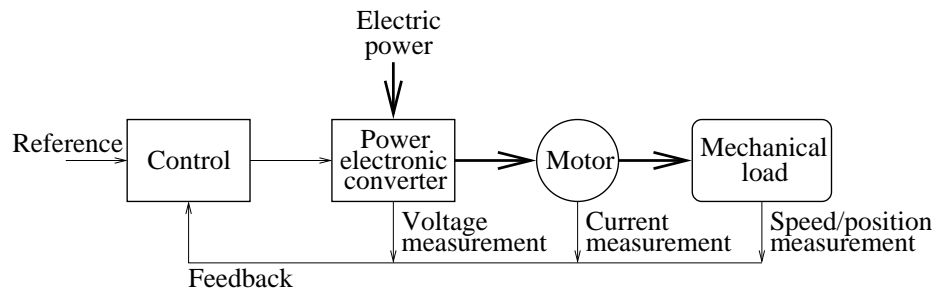 Electric
power
Reference
Control
Power
electronic
converter
Motor
Mechanical
load
Voltage
measurement
Current
measurement
Speed/position
measurement
Feedback